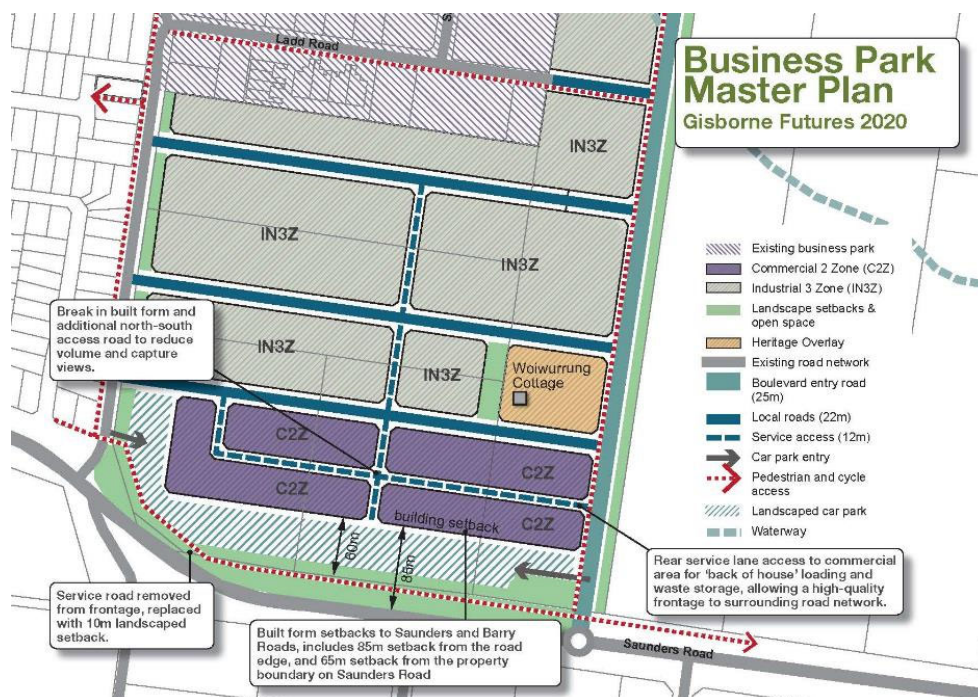 Ladd Road
Business Park
Master Plan
Gisborne Futures 2020
IN3Z
IN3Z
IN3Z
IN3Z
IN3Z
Woiwurrung
Cottage
C2Z
C2Z
C2Z
C2Z
building setback
60m
85m
Saunders Road
Break in built form and
additional north-south
access road to reduce
volume and capture
views.
Service road removed
from frontage, replaced
with 10m landscaped
setback.
Built form setbacks to Saunders and Barry
Roads, includes 85m setback from the road
edge, and 65m setback from the property
boundary on Saunders Road
Rear service lane access to commercial
area for 'back of house' loading and
waste storage, allowing a high-quality
frontage to surrounding road network.
Existing business park
Commercial 2 Zone (C2Z)
Industrial 3 Zone (IN3Z)
Landscape setbacks &
open space
Heritage Overlay
Existing road network
Boulevard entry road
(25m)
Local roads (22m)
Service access (12m)
Car park entry
Pedestrian and cycle
access
Landscaped car park
Waterway